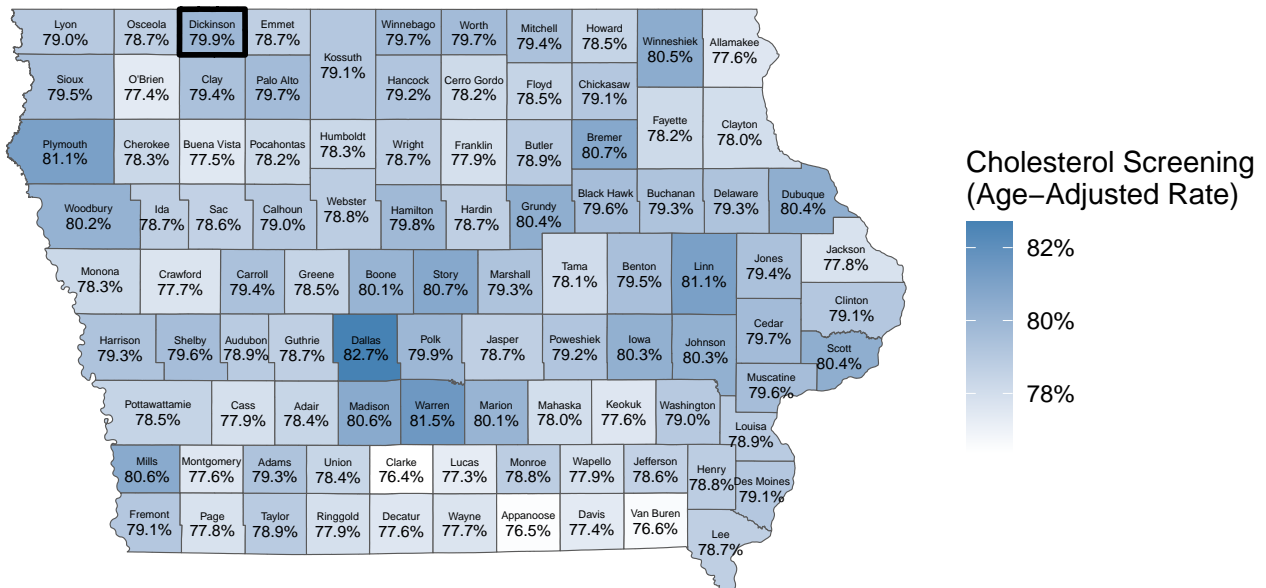 Lyon
79.0%
Osceola
78.7%
Dickinson
79.9%
Emmet
78.7%
Kossuth
79.1%
Winnebago
79.7%
Worth
79.7%
Mitchell
79.4%
Howard
78.5%
Winneshiek
80.5%
Allamakee
77.6%
Sioux
79.5%
O'Brien
77.4%
Clay
79.4%
Palo Alto
79.7%
Hancock
79.2%
Cerro Gordo
78.2%
Floyd
78.5%
Chickasaw
79.1%
Fayette
78.2%
Clayton
78.0%
Plymouth
81.1%
Cherokee
78.3%
Buena Vista
77.5%
Pocahontas
78.2%
Humboldt
78.3%
Wright
78.7%
Franklin
77.9%
Butler
78.9%
Bremer
80.7%
Woodbury
80.2%
Ida
78.7%
Sac
78.6%
Calhoun
79.0%
Webster
78.8%
Hamilton
79.8%
Hardin
78.7%
Grundy
80.4%
Black Hawk
79.6%
Buchanan
79.3%
Delaware
79.3%
Dubuque
80.4%
Monona
78.3%
Crawford
77.7%
Carroll
79.4%
Greene
78.5%
Boone
80.1%
Story
80.7%
Marshall
79.3%
Tama
78.1%
Benton
79.5%
Linn
81.1%
Jones
79.4%
Jackson
77.8%
Clinton
79.1%
Harrison
79.3%
Shelby
79.6%
Audubon
78.9%
Guthrie
78.7%
Dallas
82.7%
Polk
79.9%
Jasper
78.7%
Poweshiek
79.2%
Iowa
80.3%
Johnson
80.3%
Cedar
79.7%
Scott
80.4%
Muscatine
79.6%
Pottawattamie
78.5%
Cass
77.9%
Adair
78.4%
Madison
80.6%
Warren
81.5%
Marion
80.1%
Mahaska
78.0%
Keokuk
77.6%
Washington
79.0%
Louisa
78.9%
Mills
80.6%
Montgomery
77.6%
Adams
79.3%
Union
78.4%
Clarke
76.4%
Lucas
77.3%
Monroe
78.8%
Wapello
77.9%
Jefferson
78.6%
Henry
78.8%
Des Moines
79.1%
Fremont
79.1%
Page
77.8%
Taylor
78.9%
Ringgold
77.9%
Decatur
77.6%
Wayne
77.7%
Appanoose
76.5%
Davis
77.4%
Van Buren
76.6%
Lee
78.7%
Cholesterol Screening
(Age−Adjusted Rate)
82%
80%
78%